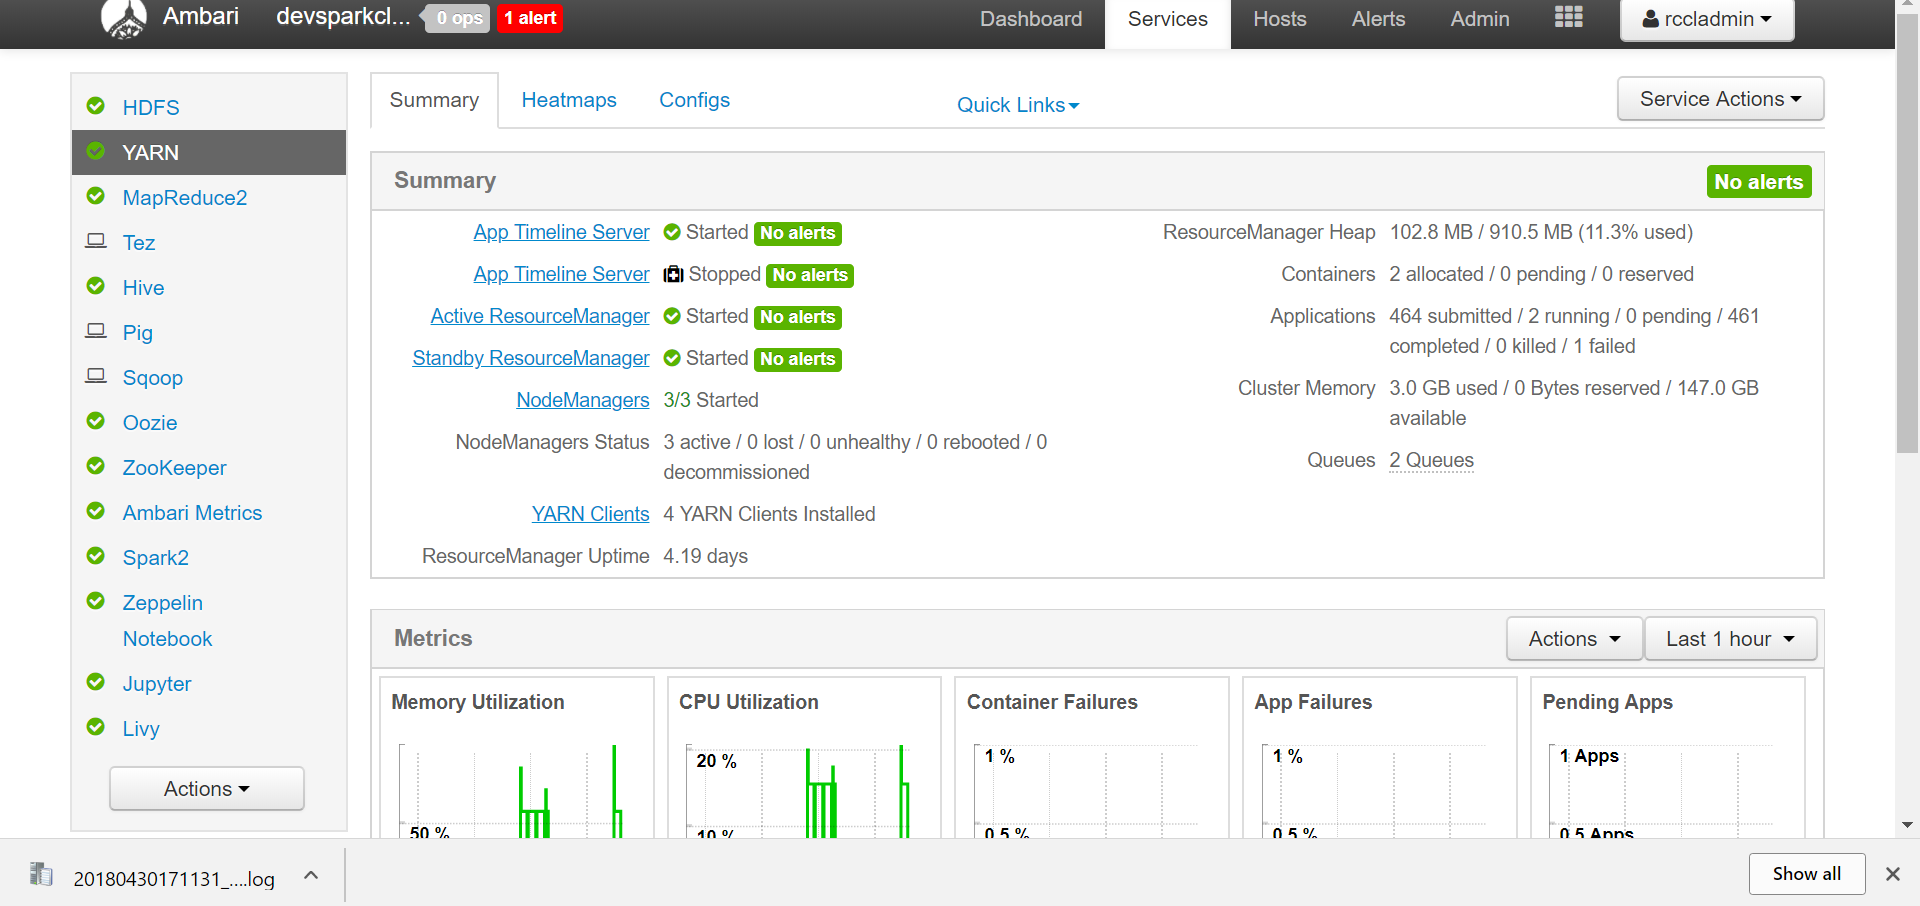 Ambari devsparkcl... 0 ops 1 alert Dashboard Services Hosts Alerts Admin rccladmin
HDFS
YARN
MapReduce2
Tez
Hive
Pig
Sqoop
Oozie
ZooKeeper
Ambari Metrics
Spark2
Zeppelin
Notebook
Jupyter
Livy
Actions
Summary Heatmaps Configs Quick Links Service Actions
Summary No alerts
App Timeline Server Started No alerts
App Timeline Server Stopped No alerts
Active ResourceManager Started No alerts
Standby ResourceManager Started No alerts
NodeManagers 3/3 Started
NodeManagers Status 3 active / 0 lost / 0 unhealthy / 0 rebooted / 0
decommissioned
YARN Clients 4 YARN Clients Installed
ResourceManager Uptime 4.19 days
ResourceManager Heap 102.8 MB / 910.5 MB (11.3% used)
Containers 2 allocated / 0 pending / 0 reserved
Applications 464 submitted / 2 running / 0 pending / 461
completed / 0 killed / 1 failed
Cluster Memory 3.0 GB used / 0 Bytes reserved / 147.0 GB
available
Queues 2 Queues
Metrics Actions Last 1 hour
Memory Utilization
50 %
CPU Utilization
20 %
10 %
Container Failures
1 %
0.5 %
App Failures
1 %
0.5 %
Pending Apps
1 Apps
0.5 Apps
20180430171131_....log Show all